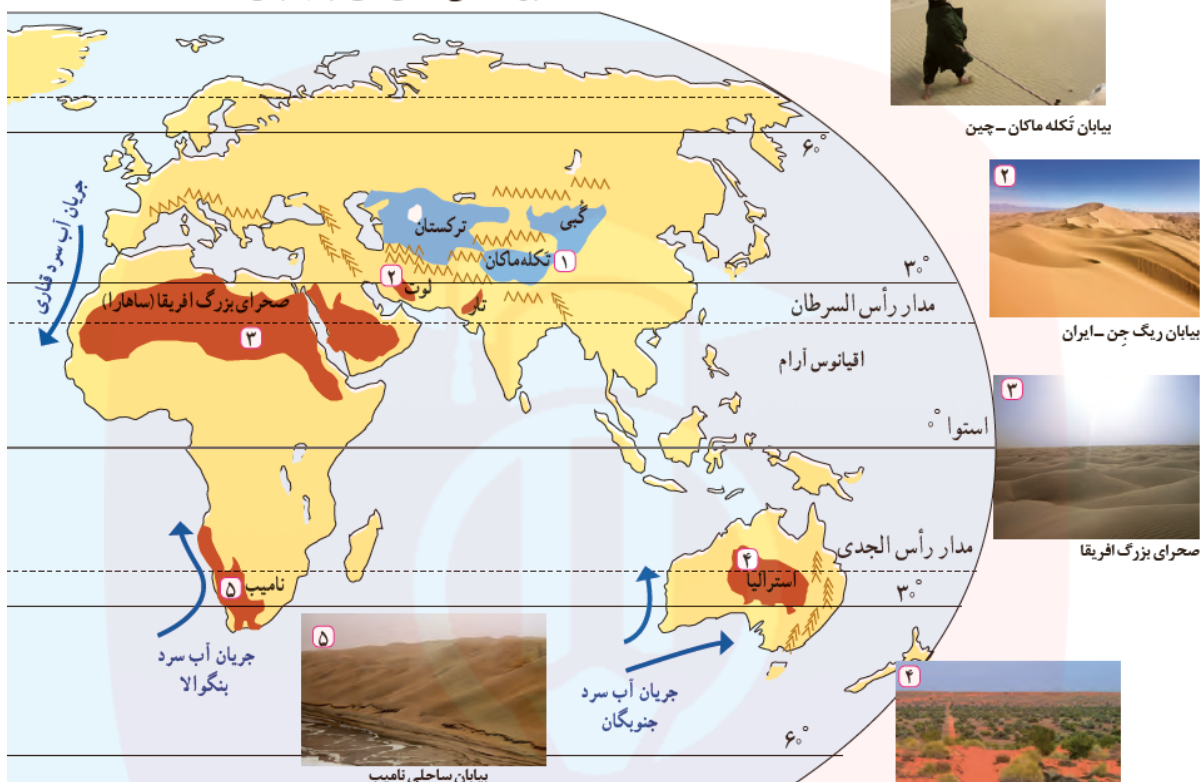 بیابان تَکله ماکان – چین
۶۰°
۲
جریان آب سرد قناری
ترکستان
گُبی
تَکله ماکان
۱
۳۰°
۲
لوت
تار
صحرای بزرگ افریقا (ساهارا)
۳
مدار رأس السرطان
بیابان ریگ جِن – ایران
اقیانوس آرام
۳
استوا °۰
مدار رأس الجدی
صحرای بزرگ افریقا
۴
استرالیا
۵
نامیب
۳۰°
جریان آب سرد
بنگوالا
۵
جریان آب سرد
جنوبگان
۴
۶۰°
بیابان ساحلی نامیب